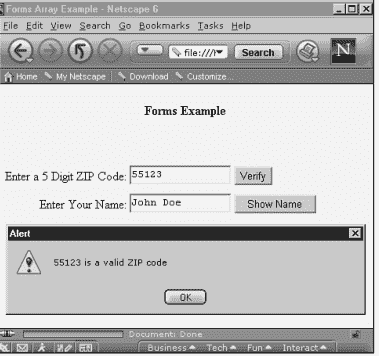 Forms Array Example - Netscape 6
File Edit View Search Go Bookmarks Tasks Help
file:/// Search N
Home My Netscape Download Customize...
Forms Example
Enter a 5 Digit ZIP Code: 55123 Verify
Enter Your Name: John Doe Show Name
Alert
55123 is a valid ZIP code
OK
Document: Done
Business Tech Fun Interact